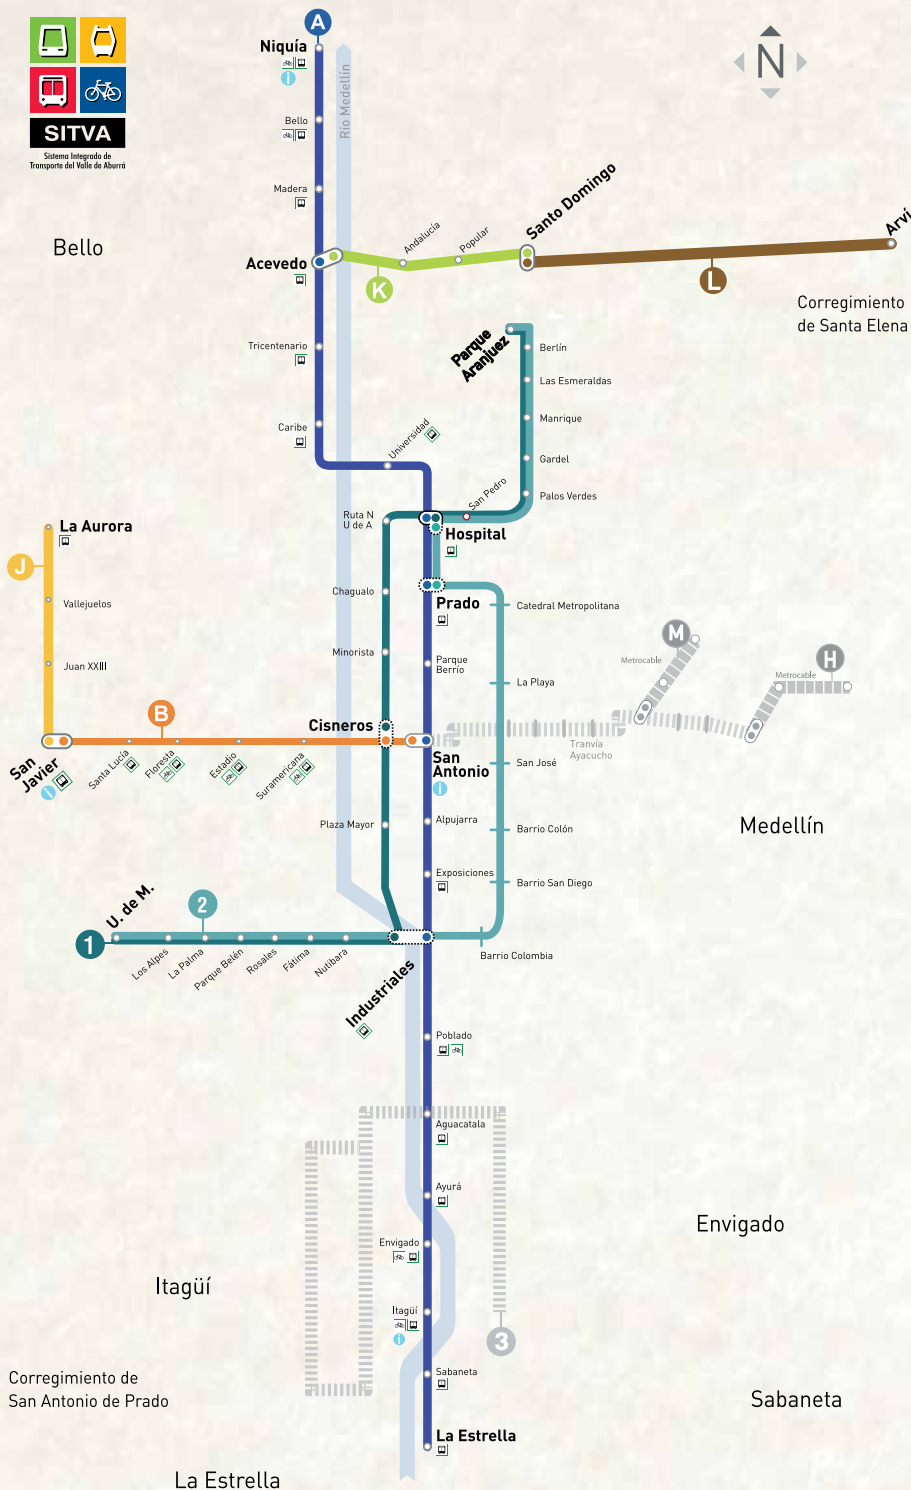 SITVA
Sistema Integrado de
Transporte del Valle de Aburrá
A
Niquía
i
Río Medellín
N
Bello
Madera
Bello
Acevedo
Andalucía
Popular
Santo Domingo
Arví
K
L
Corregimiento
de Santa Elena
Tricentenario
Parque
Aranjuez
Berlín
Las Esmeraldas
Manrique
Gardel
Palos Verdes
Caribe
Universidad
San Pedro
Ruta N
U de A
Hospital
La Aurora
J
Vallejuelos
Juan XXIII
Chagualo
Prado
Catedral Metropolitana
Minorista
Parque
Berrío
La Playa
M
Metrocable
H
Metrocable
B
Cisneros
San
Javier
i
Santa Lucía
Floresta
Estadio
Suramericana
San
Antonio
i
San José
Tranvía
Ayacucho
Plaza Mayor
Alpujarra
Barrio Colón
Medellín
Exposiciones
Barrio San Diego
U. de M.
2
1
Los Alpes
La Palma
Parque Belén
Rosales
Fátima
Nutibara
Industriales
Barrio Colombia
Poblado
Aguacatala
Ayurá
Envigado
Envigado
Itagüí
Itagüí
i
3
Corregimiento de
San Antonio de Prado
Sabaneta
Sabaneta
La Estrella
La Estrella